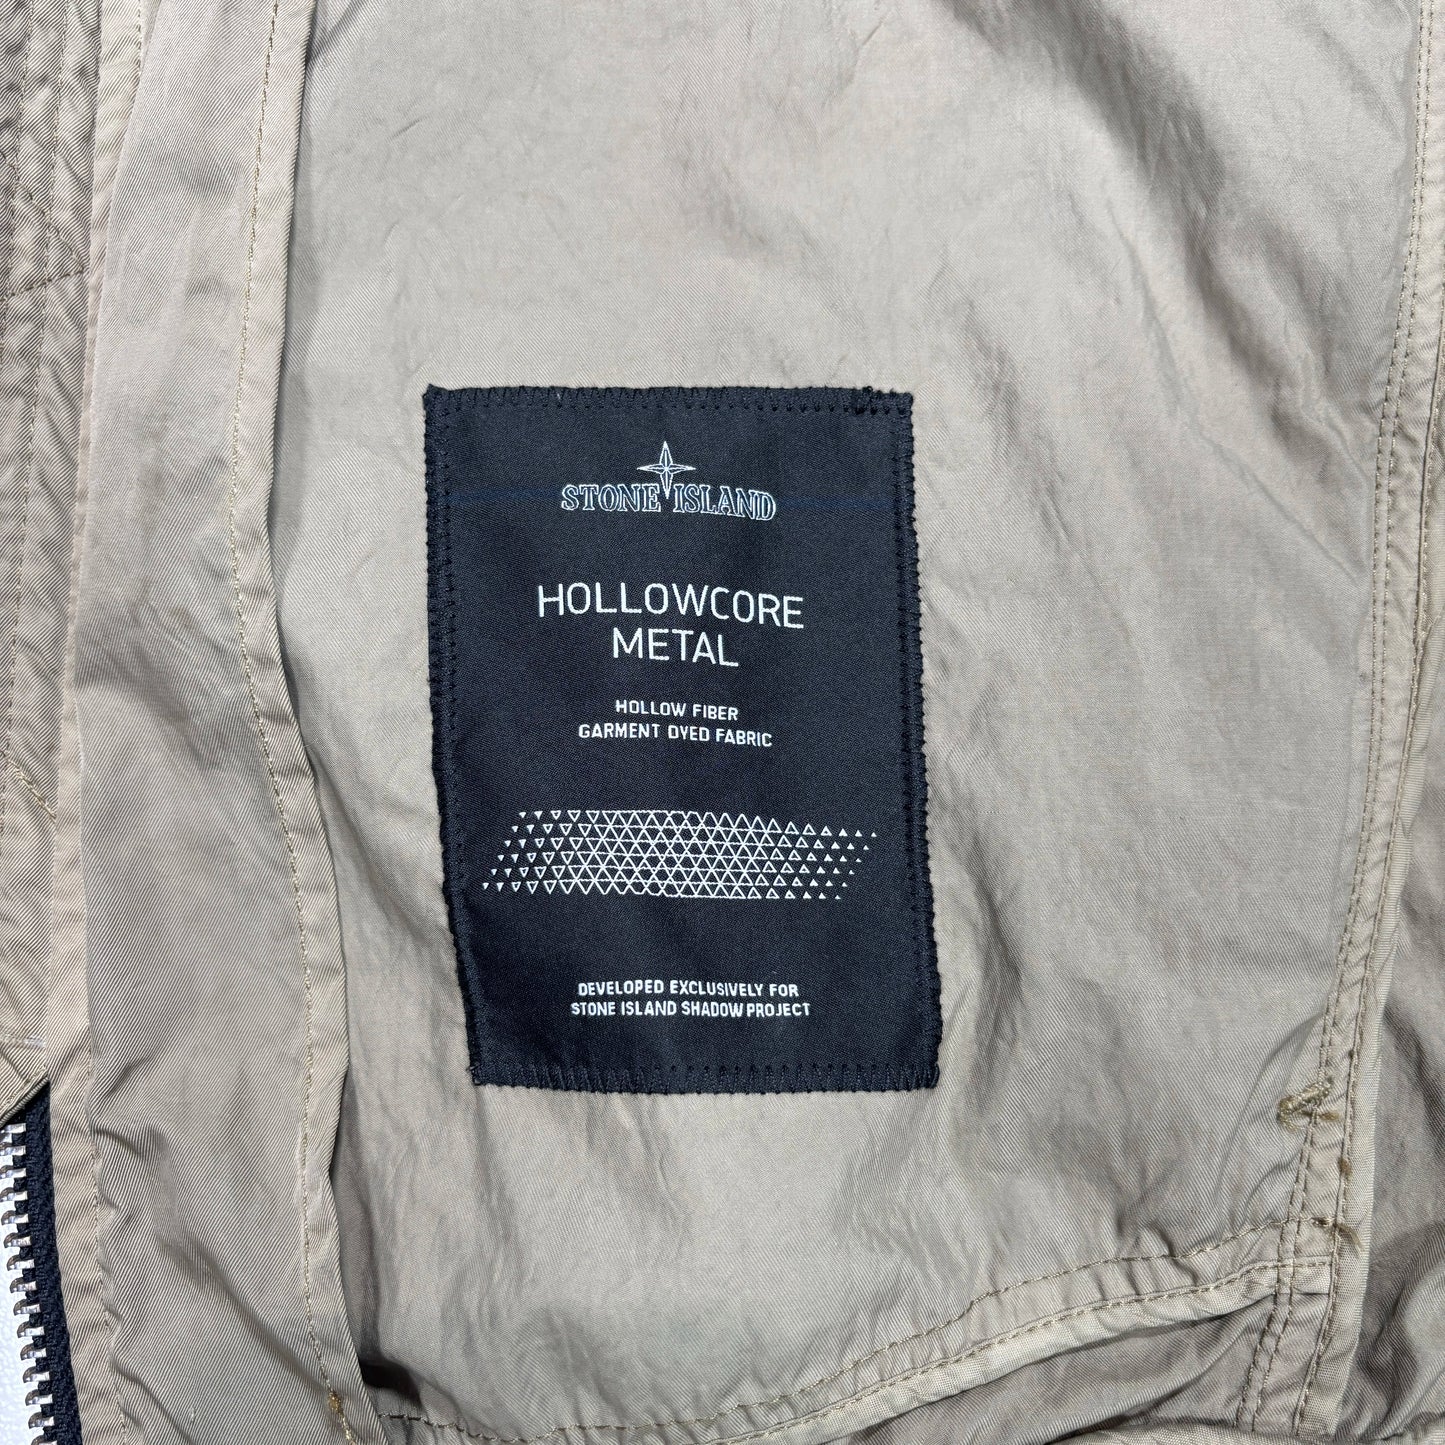 STONE ISLAND
HOLLOWCORE
METAL
HOLLOW FIBER
GARMENT DYED FABRIC
DEVELOPED EXCLUSIVELY FOR
STONE ISLAND SHADOW PROJECT